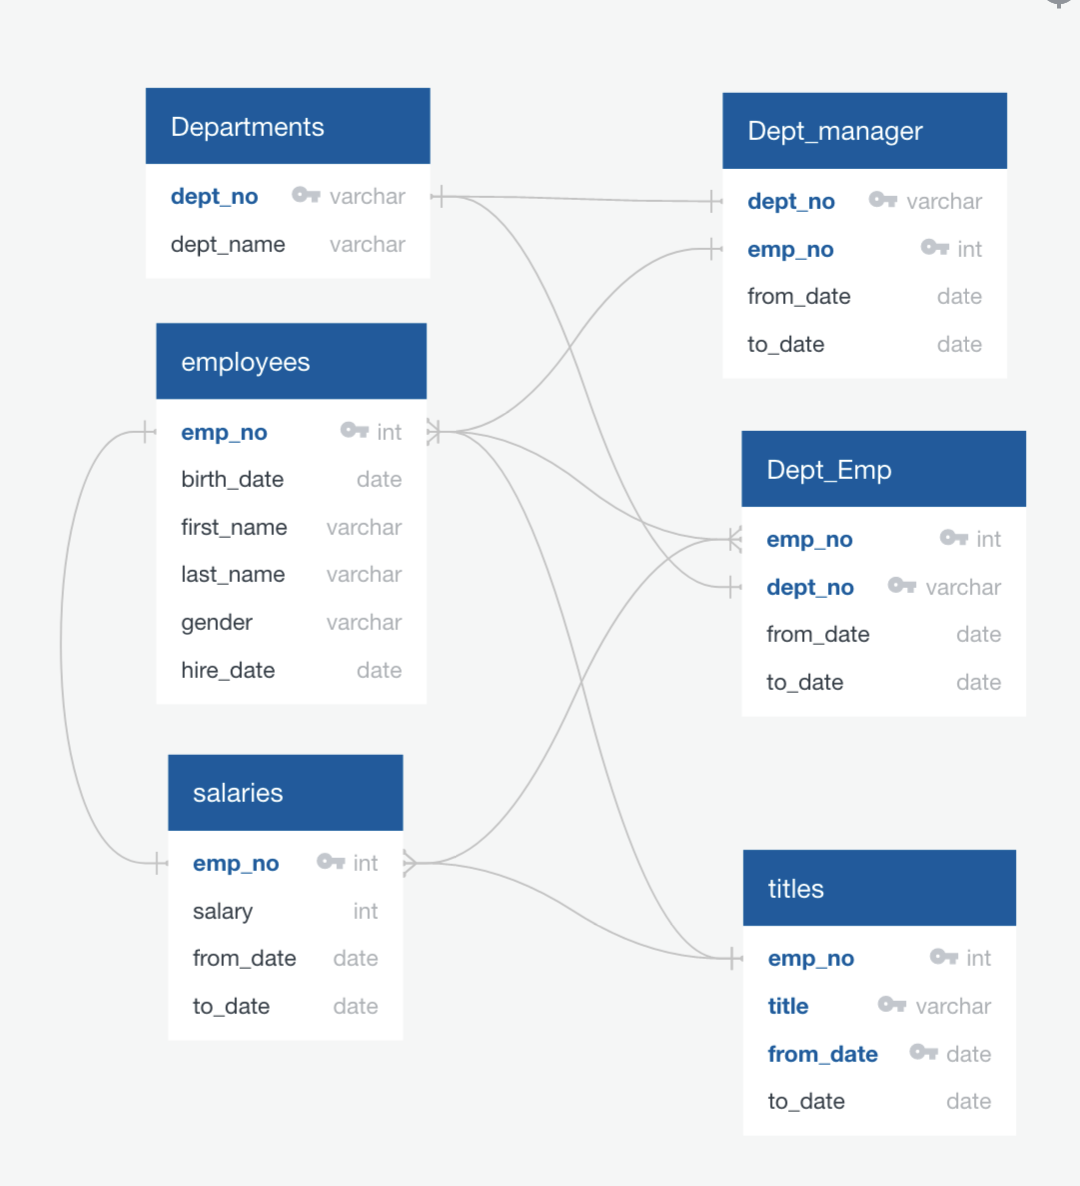 Departments
dept_no varchar
dept_name varchar
employees
emp_no int
birth_date date
first_name varchar
last_name varchar
gender varchar
hire_date date
salaries
emp_no int
salary int
from_date date
to_date date
Dept_manager
dept_no varchar
emp_no int
from_date date
to_date date
Dept_Emp
emp_no int
dept_no varchar
from_date date
to_date date
titles
emp_no int
title varchar
from_date date
to_date date